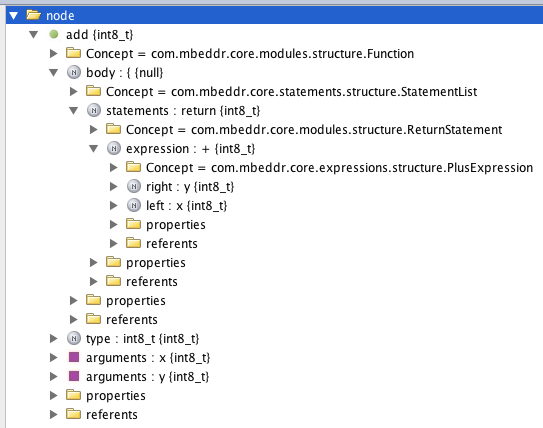 node
add {int8_t}
Concept = com.mbeddr.core.modules.structure.Function
body : { {null}
Concept = com.mbeddr.core.statements.structure.StatementList
statements : return {int8_t}
Concept = com.mbeddr.core.modules.structure.ReturnStatement
expression : + {int8_t}
Concept = com.mbeddr.core.expressions.structure.PlusExpression
right : y {int8_t}
left : x {int8_t}
properties
referents
properties
referents
properties
referents
type : int8_t {int8_t}
arguments : x {int8_t}
arguments : y {int8_t}
properties
referents